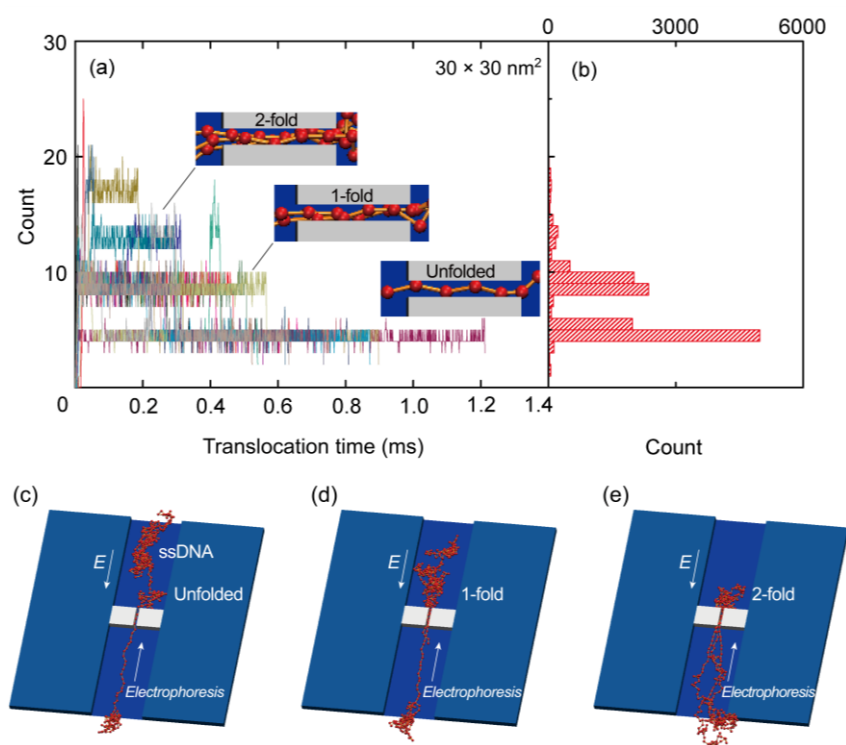 0 3000 6000
30
(a)
30 × 30 nm²
(b)
2-fold
20
1-fold
Count
Unfolded
10
0 0.2 0.4 0.6 0.8 1.0 1.2 1.4
Translocation time (ms)
Count
(c)
(d)
(e)
ssDNA
E
Unfolded
Electrophoresis
E
1-fold
Electrophoresis
E
2-fold
Electrophoresis